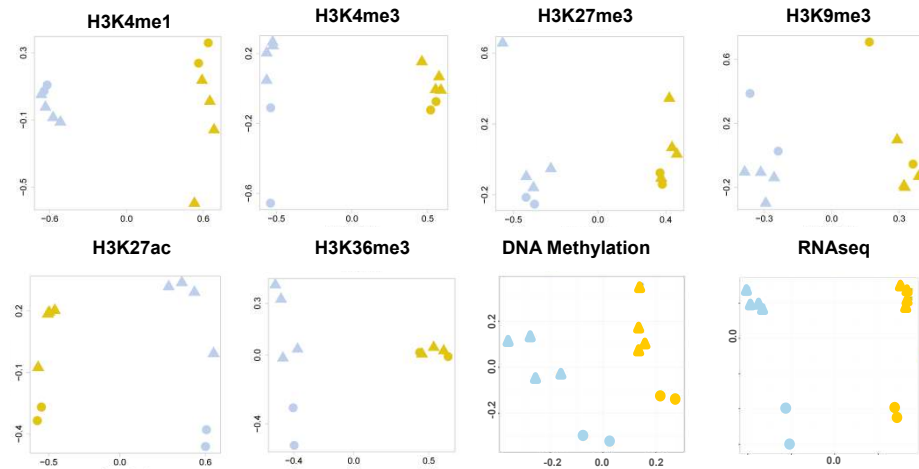 H3K4me1 H3K4me3 H3K27me3 H3K9me3
0.3 −0.1 −0.5
−0.6 0.0 0.6
0.2 −0.2 −0.6
−0.5 0.0 0.5
0.6 0.2 −0.2
−0.5 0.0 0.4
0.6 0.2 −0.2
−0.3 0.0 0.3
H3K27ac H3K36me3 DNA Methylation RNAseq
0.2 −0.1 −0.4
−0.5 0.0 0.6
0.3 0.0 −0.4
−0.4 0.0 0.4
0.2 0.0 −0.2
−0.2 0.0 0.2
0.0
0.0